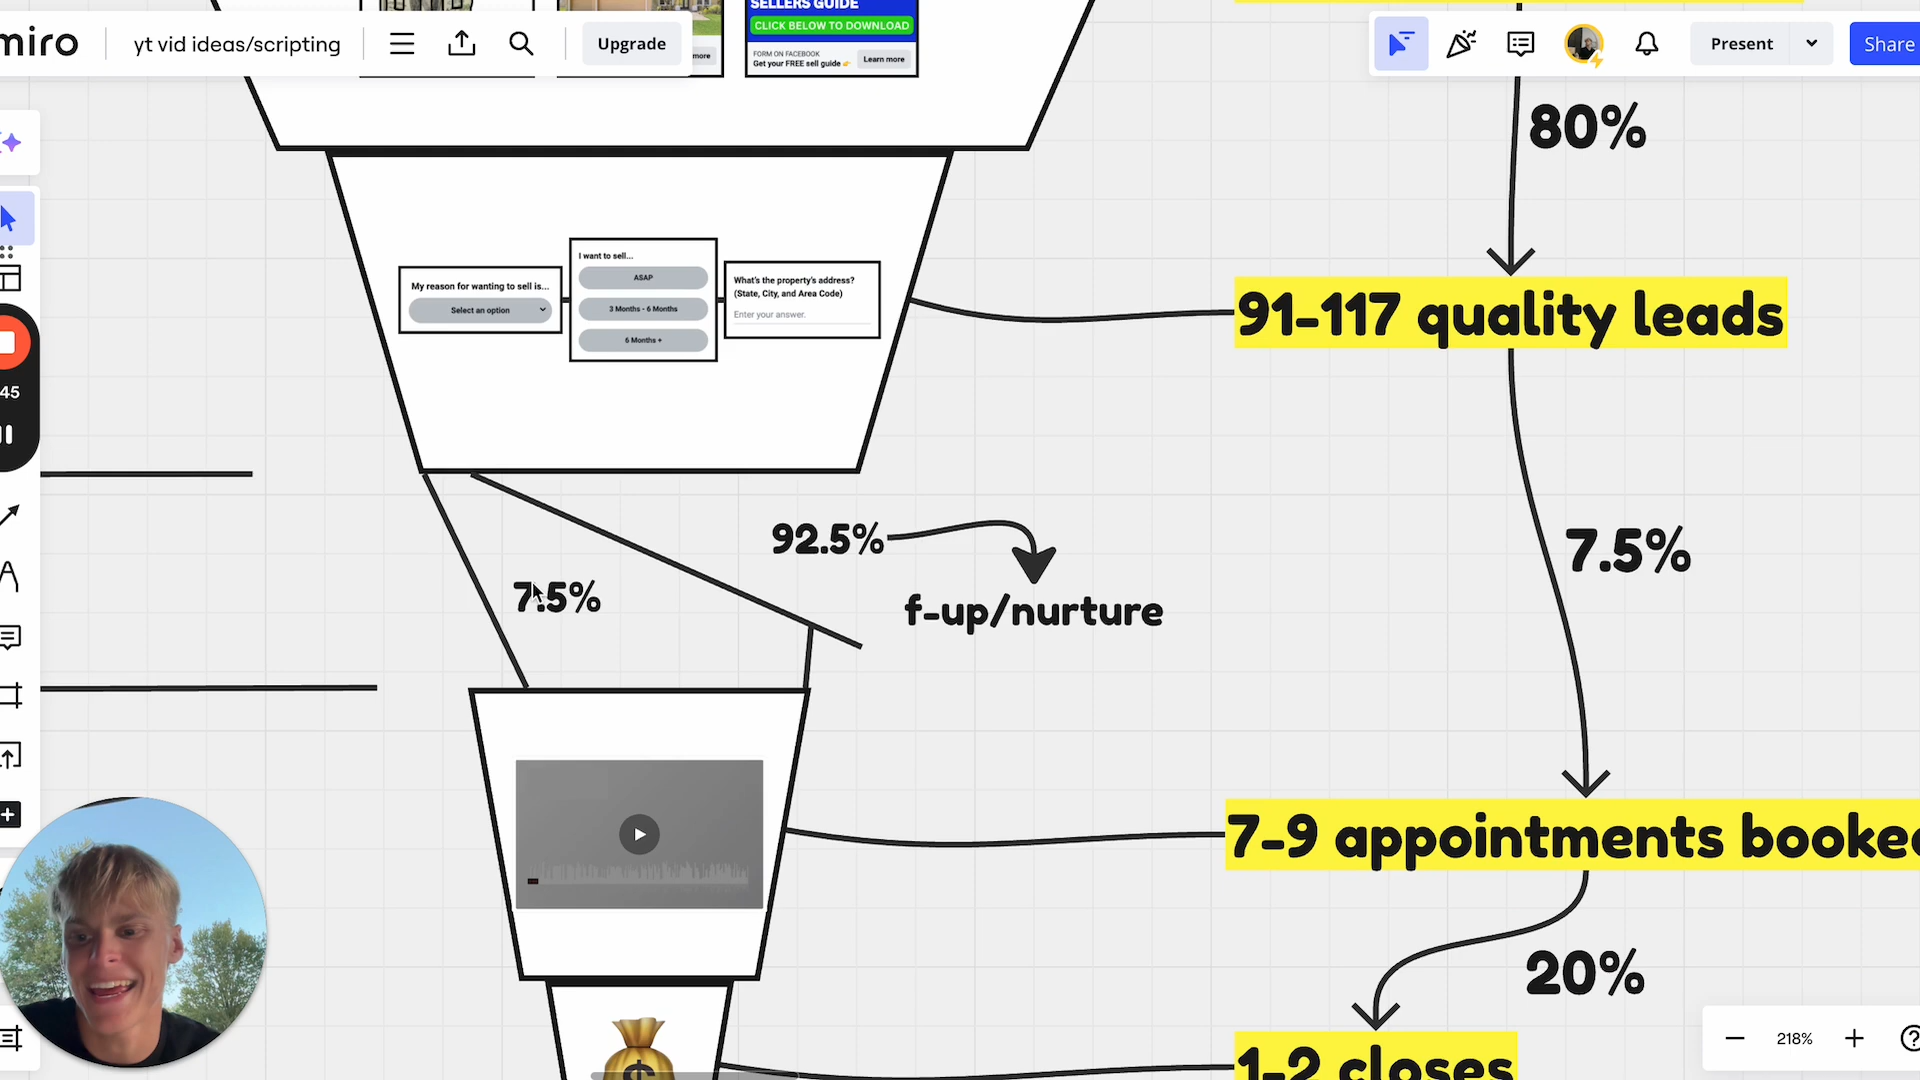 SELLERS GUIDE
CLICK BELOW TO DOWNLOAD
FORM ON FACEBOOK
Get your FREE sell guide
Learn more
more
miro
yt vid ideas/scripting
Upgrade
Present
Share
80%
My reason for wanting to sell is...
Select an option
I want to sell...
ASAP
3 Months - 6 Months
6 Months +
What's the property's address?
(State, City, and Area Code)
Enter your answer.
91-117 quality leads
45
92.5%
7.5%
f-up/nurture
7.5%
7-9 appointments booke
20%
1-2 closes
218%